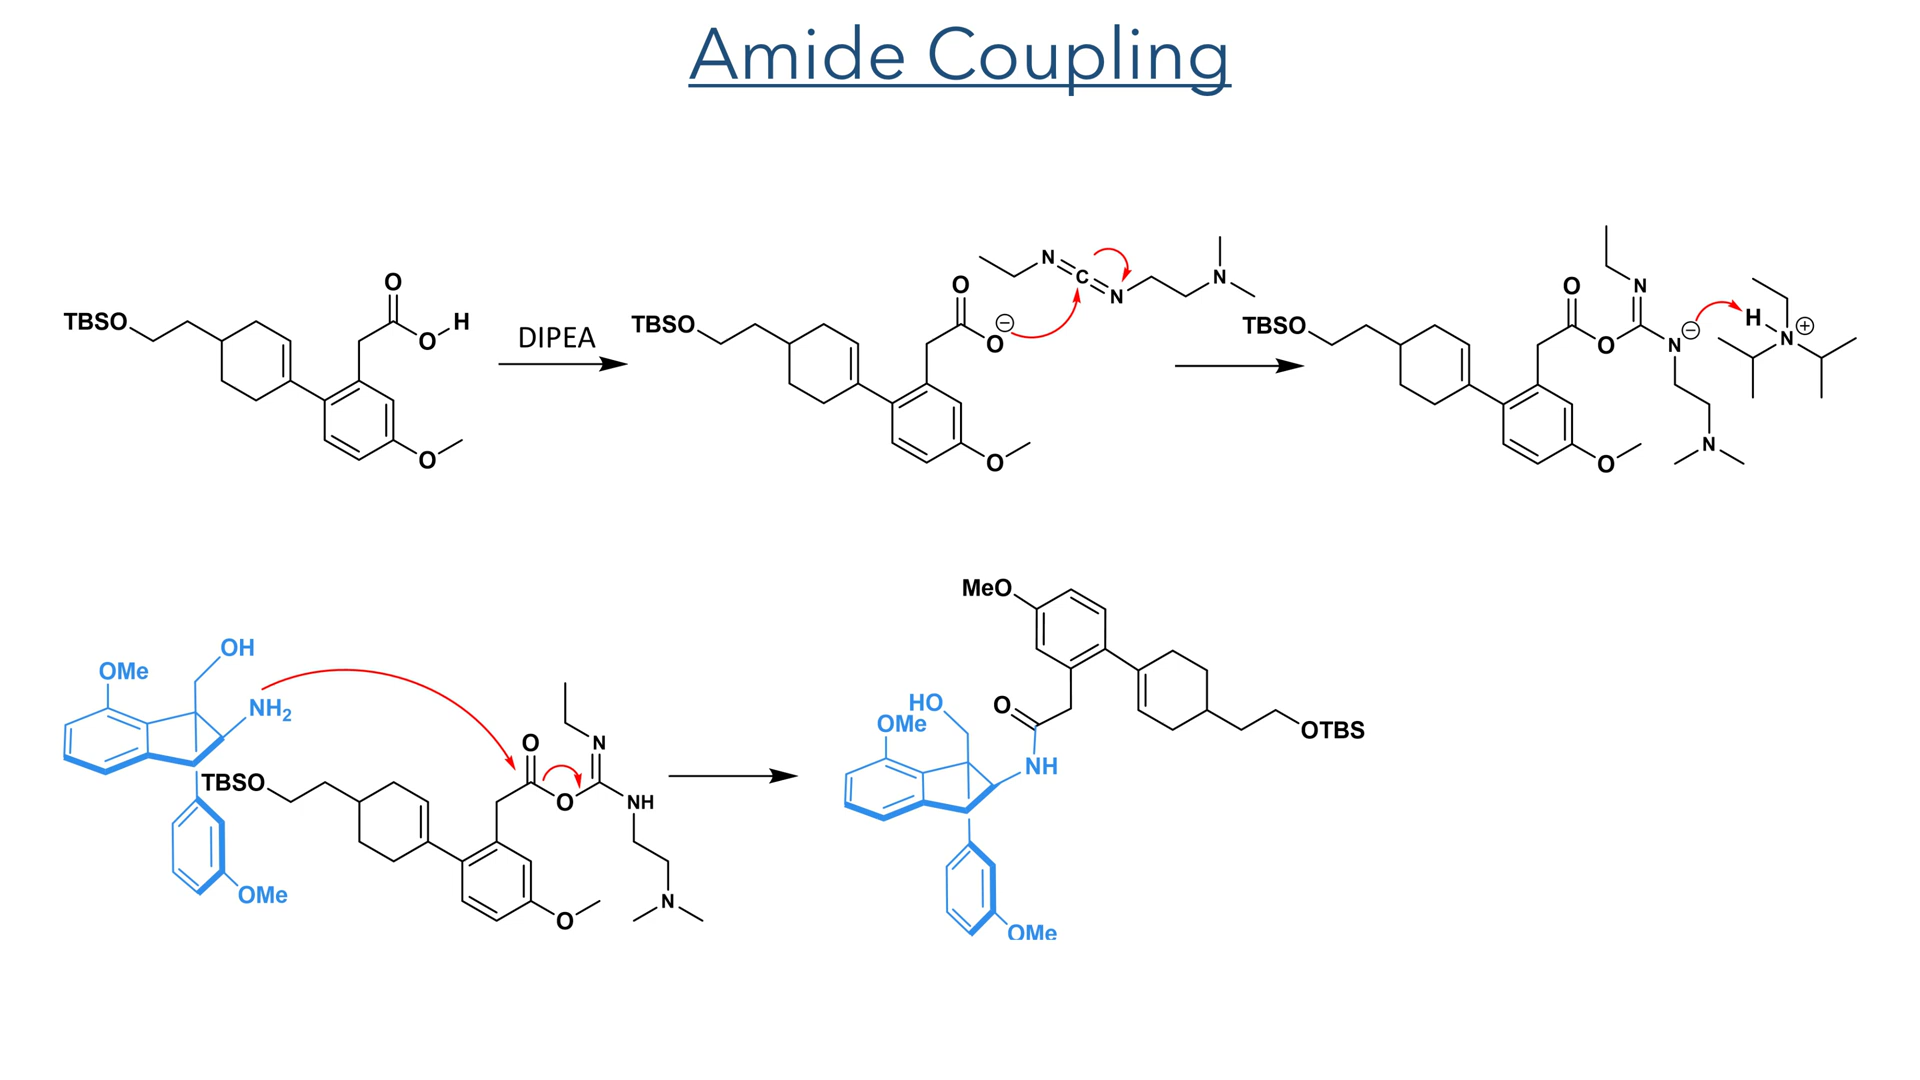 Amide Coupling
TBSO
O
O
H
DIPEA
TBSO
O
O
⊖
N
C
N
N
O
TBSO
O
O
N
N
⊖
H
N
⊕
N
O
OMe
OH
NH2
OMe
TBSO
O
O
N
NH
N
O
MeO
O
NH
HO
OMe
OMe
OTBS
O